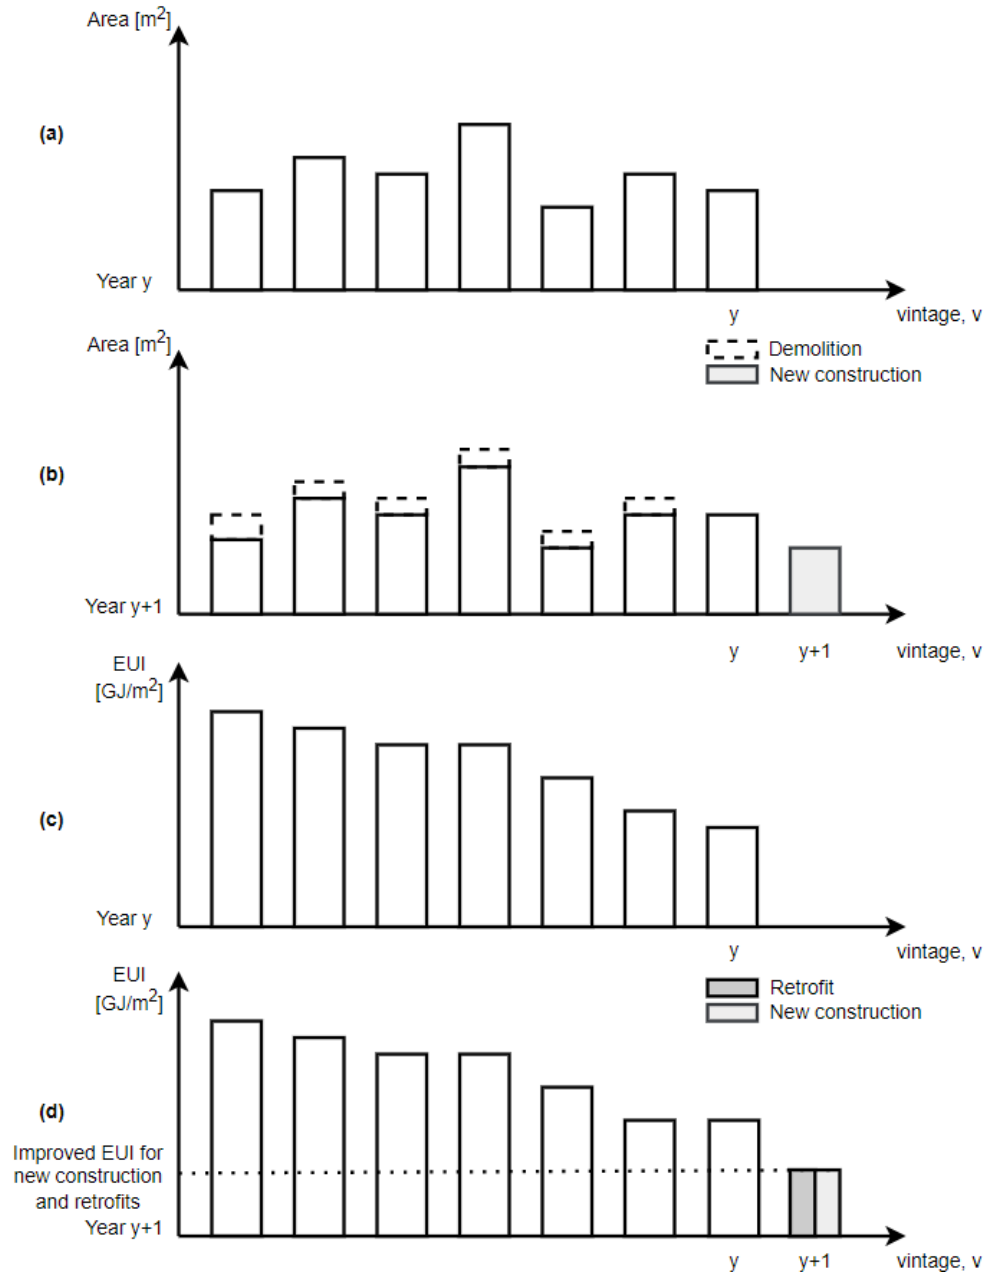 Area [m2]
(a)
Year y
y
vintage, v
Area [m2]
Demolition
New construction
(b)
Year y+1
y
y+1
vintage, v
EUI
[GJ/m2]
(c)
Year y
y
vintage, v
EUI
[GJ/m2]
Retrofit
New construction
(d)
Improved EUI for
new construction
and retrofits
Year y+1
y
y+1
vintage, v